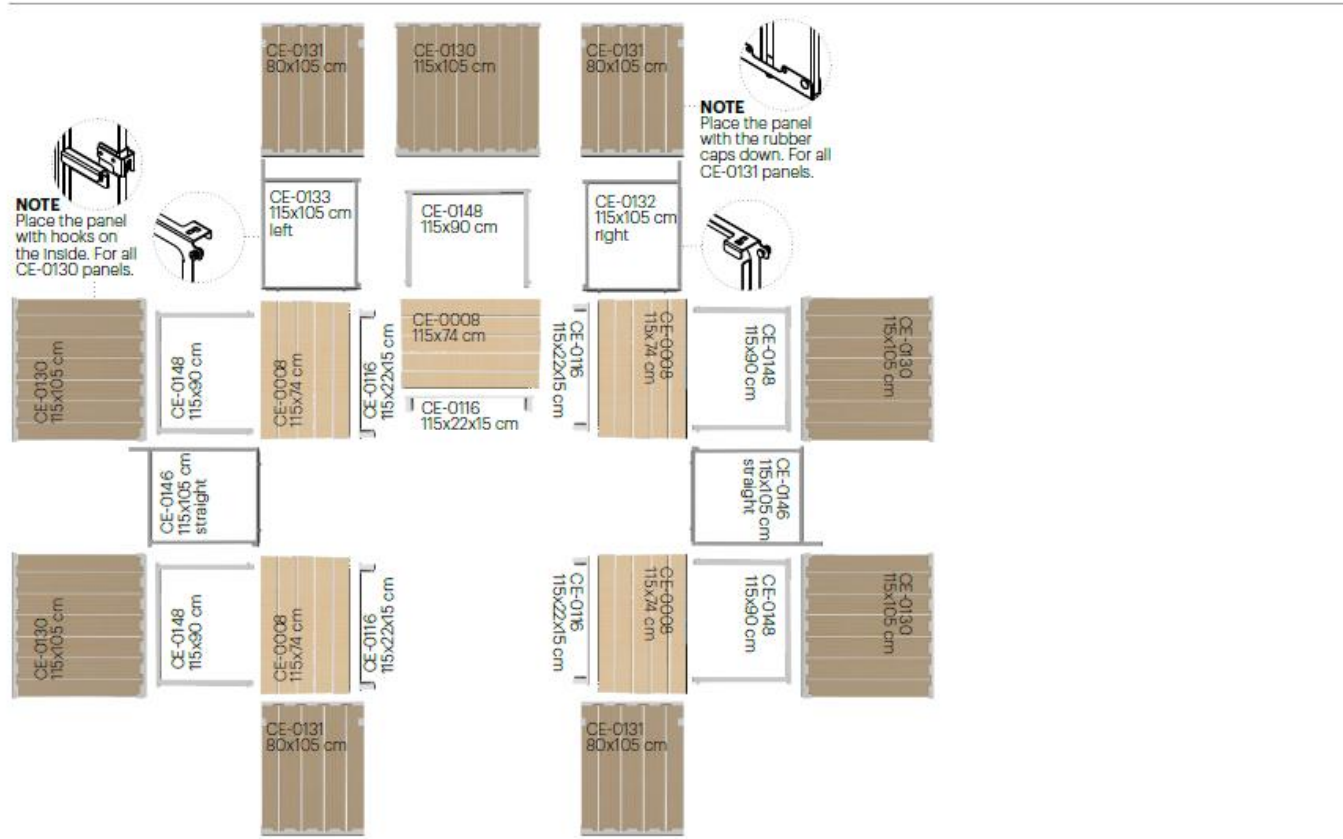 CE-0131
80x105 cm
CE-0130
115x105 cm
CE-0131
80x105 cm
NOTE
Place the panel
with the rubber
caps down. For all
CE-0131 panels.
NOTE
Place the panel
with hooks on
the inside. For all
CE-0130 panels.
CE-0133
115x105 cm
left
CE-0148
115x90 cm
CE-0132
115x105 cm
right
CE-0130
115x105 cm
CE-0148
115x90 cm
CE-0008
115x74 cm
CE-0116
115x22x15 cm
CE-0008
115x74 cm
CE-0116
115x22x15 cm
CE-0116
115x22x15 cm
CE-0008
115x74 cm
CE-0148
115x90 cm
CE-0130
115x105 cm
CE-0146
115x105 cm
straight
CE-0146
115x105 cm
straight
CE-0130
115x105 cm
CE-0148
115x90 cm
CE-0008
115x74 cm
CE-0116
115x22x15 cm
CE-0116
115x22x15 cm
CE-0008
115x74 cm
CE-0148
115x90 cm
CE-0130
115x105 cm
CE-0131
80x105 cm
CE-0131
80x105 cm